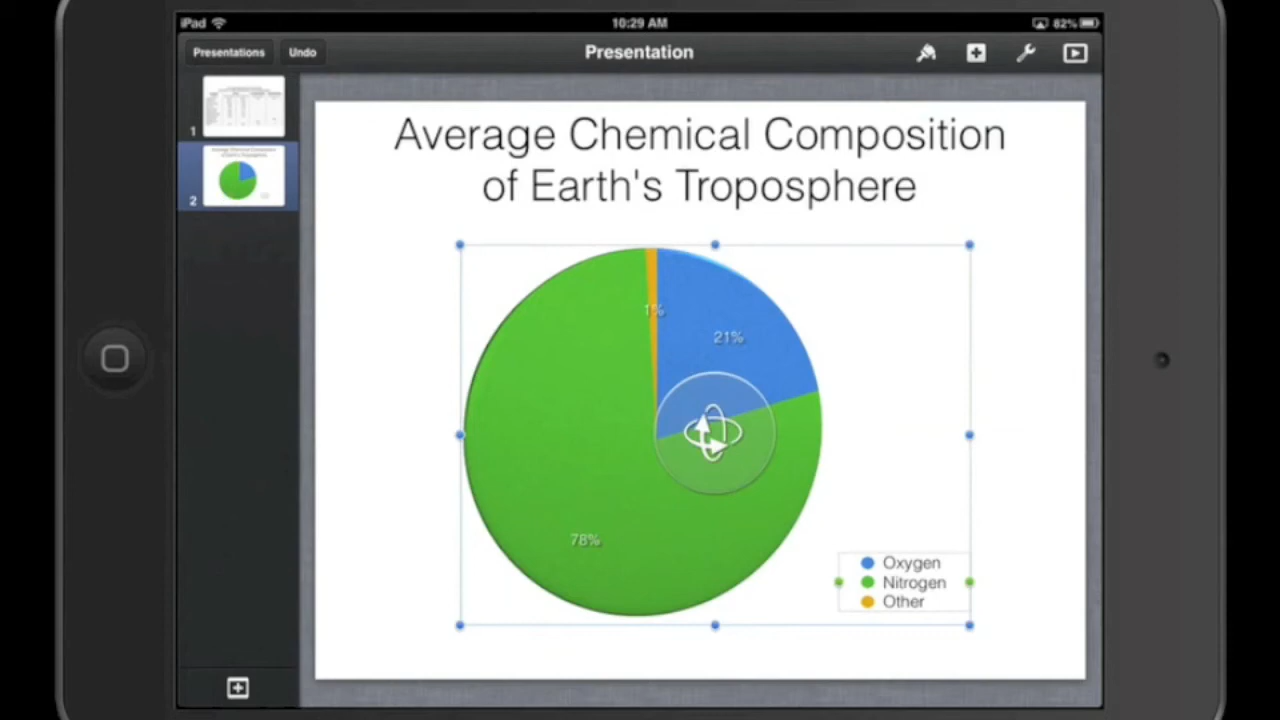 iPad
10:29 AM
82%
Presentations
Undo
Presentation
1
2
Average Chemical Composition
of Earth's Troposphere
1%
21%
78%
Oxygen
Nitrogen
Other